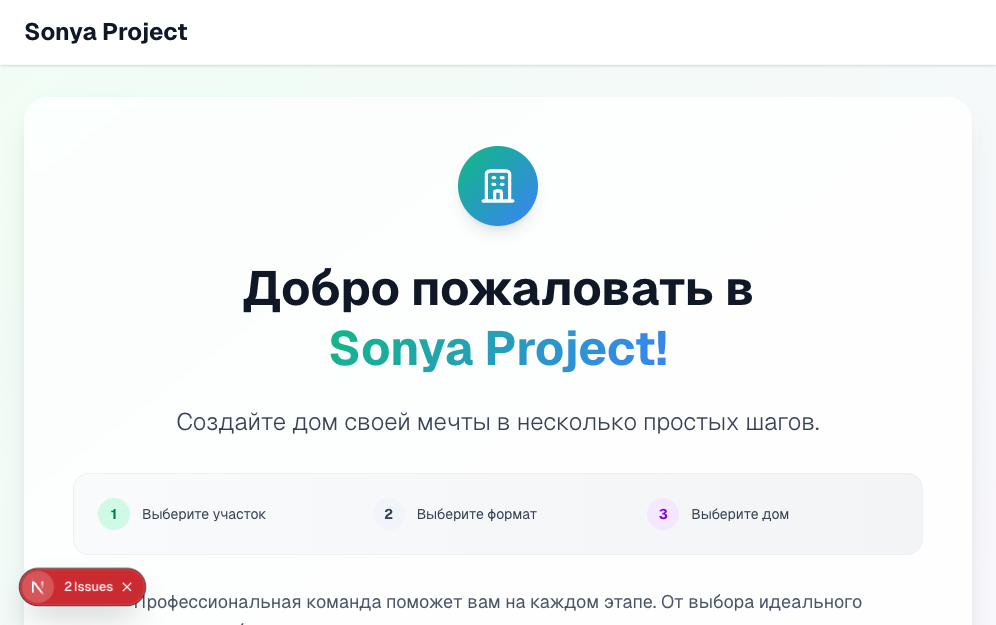 Sonya Project
Добро пожаловать в
Sonya Project!
Создайте дом своей мечты в несколько простых шагов.
1 Выберите участок 2 Выберите формат 3 Выберите дом
Профессиональная команда поможет вам на каждом этапе. От выбора идеального
N 2 Issues ×